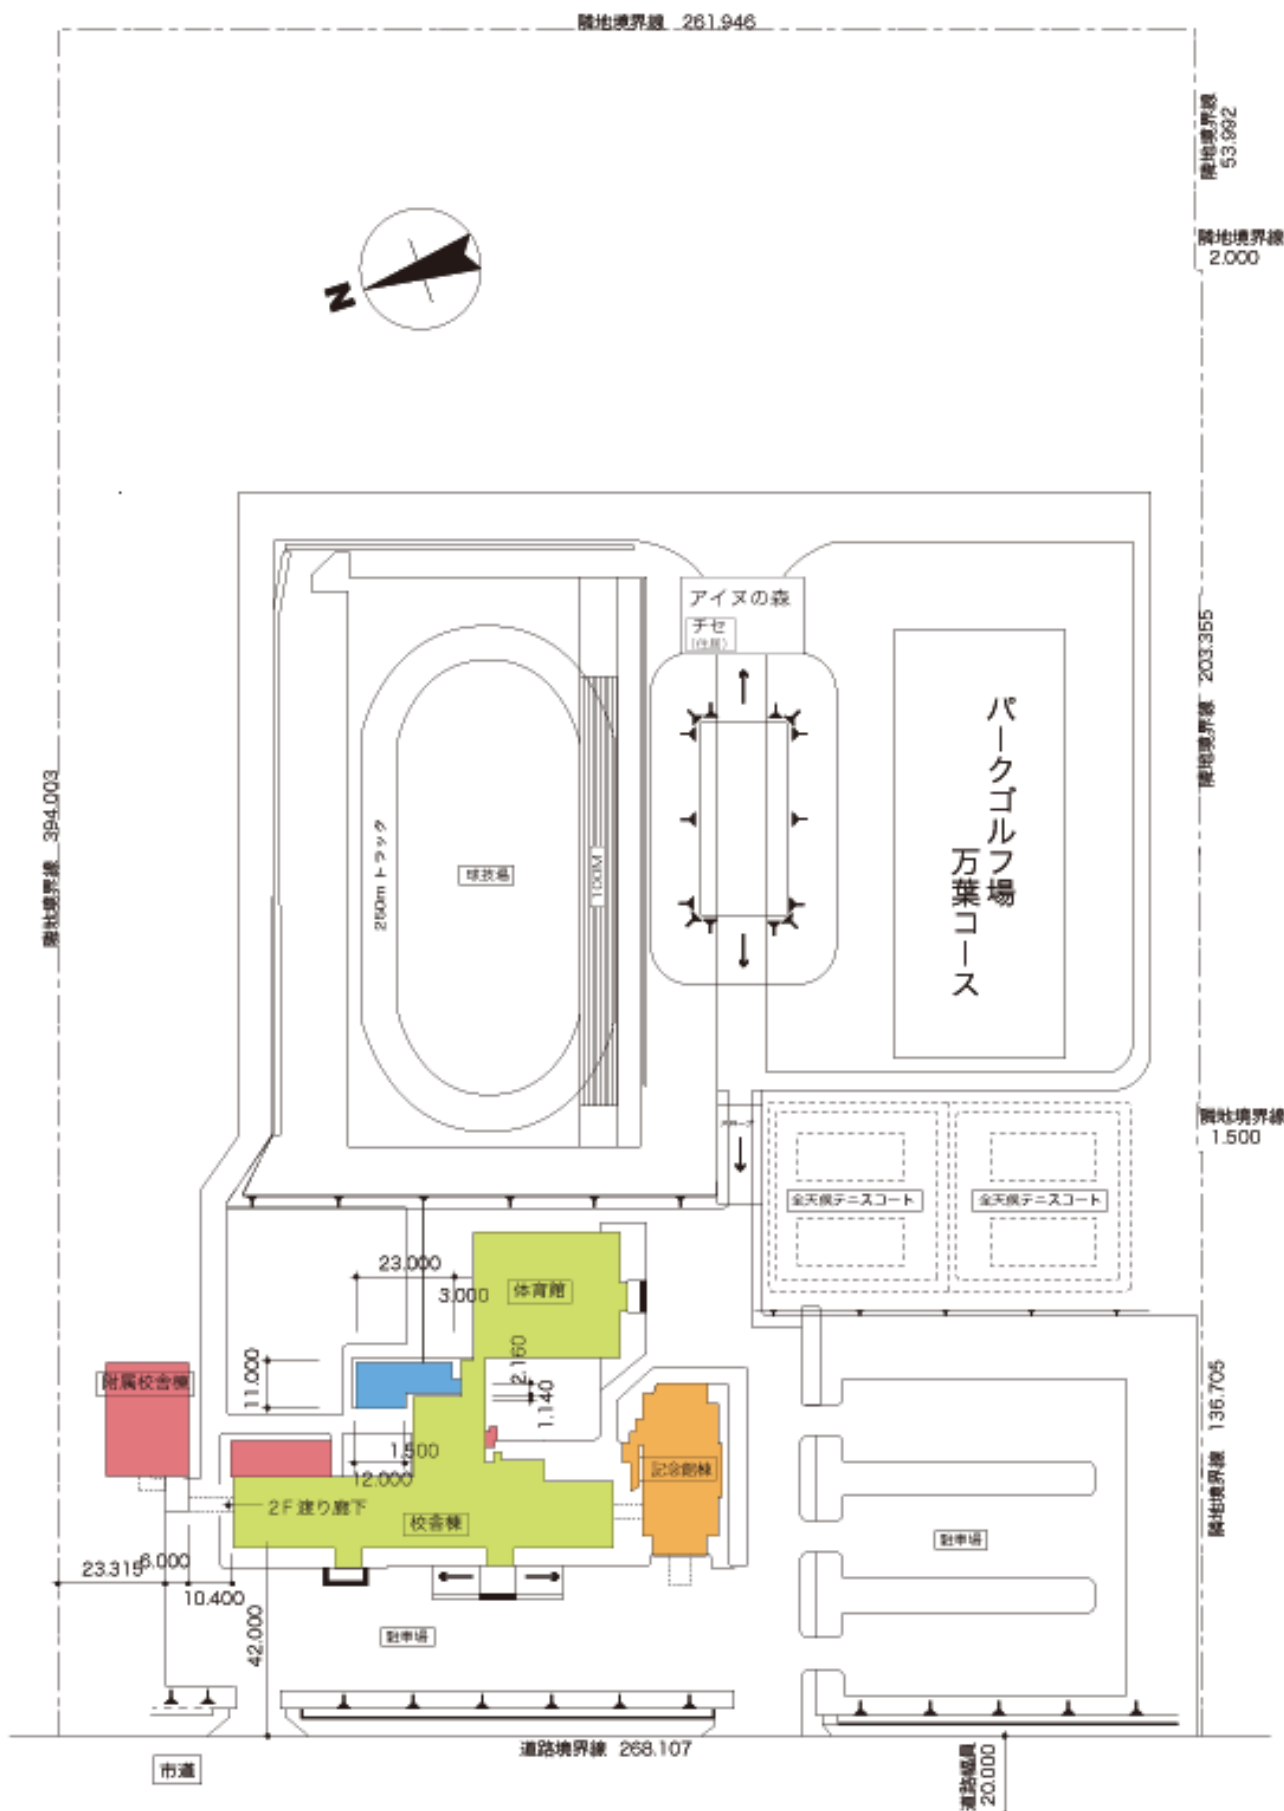 隣地境界線 261.946
隣地境界線
53.992
隣地境界線
2.000
N
アイヌの森
チセ
(住居)
隣地境界線 203.355
隣地境界線
パークゴルフ場
万葉コース
隣地境界線 394.003
250m トラック
球技場
100M
隣地境界線
1.500
全天候テニスコート
全天候テニスコート
23.000
3.000
体育館
2.160
1.140
11.000
附属校舎棟
1.500
12.000
記念館棟
2F 渡り廊下
校舎棟
隣地境界線 136.705
駐車場
23.315
6.000
10.400
42.000
駐車場
道路境界線 268.107
市道
道路幅員
20.000